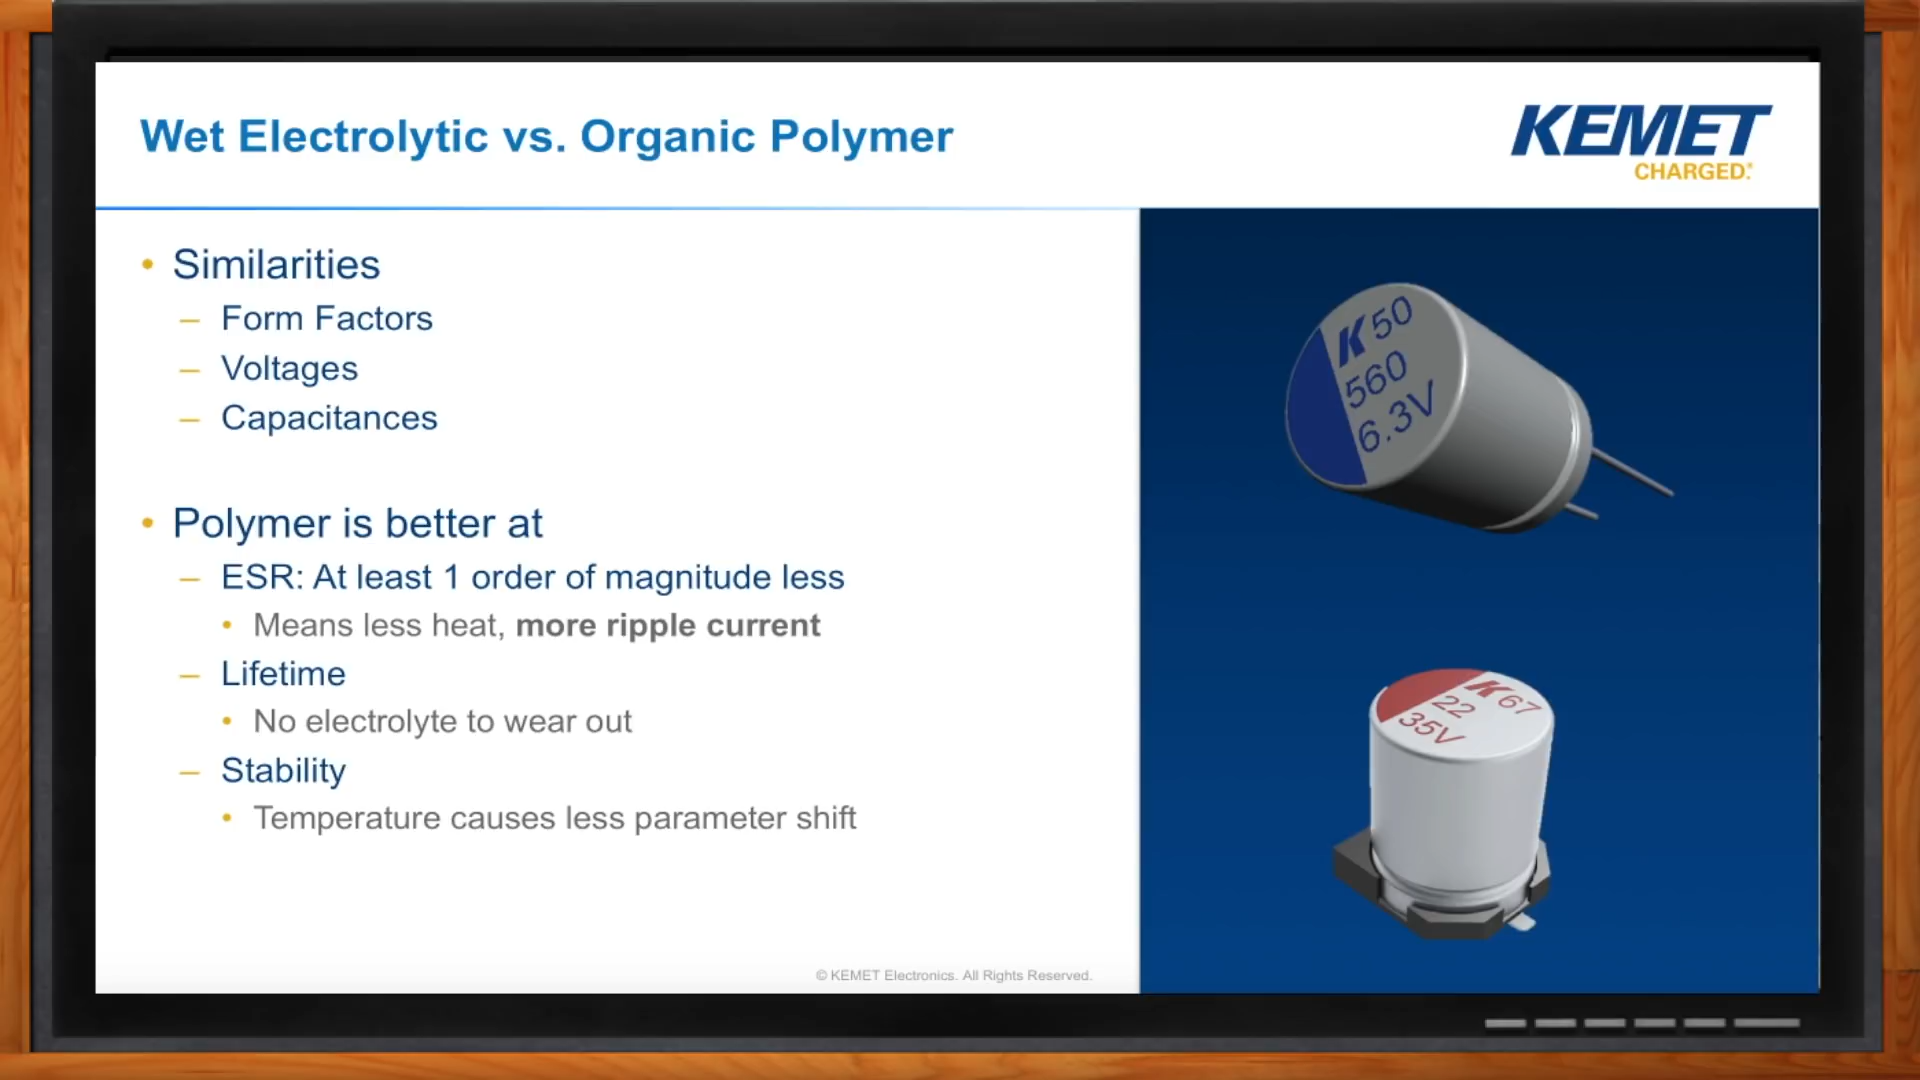 Wet Electrolytic vs. Organic Polymer
KEMET
CHARGED.®
• Similarities
– Form Factors
– Voltages
– Capacitances
• Polymer is better at
– ESR: At least 1 order of magnitude less
• Means less heat, more ripple current
– Lifetime
• No electrolyte to wear out
– Stability
• Temperature causes less parameter shift
K 50
560
6.3V
K 67
22
35V
© KEMET Electronics. All Rights Reserved.